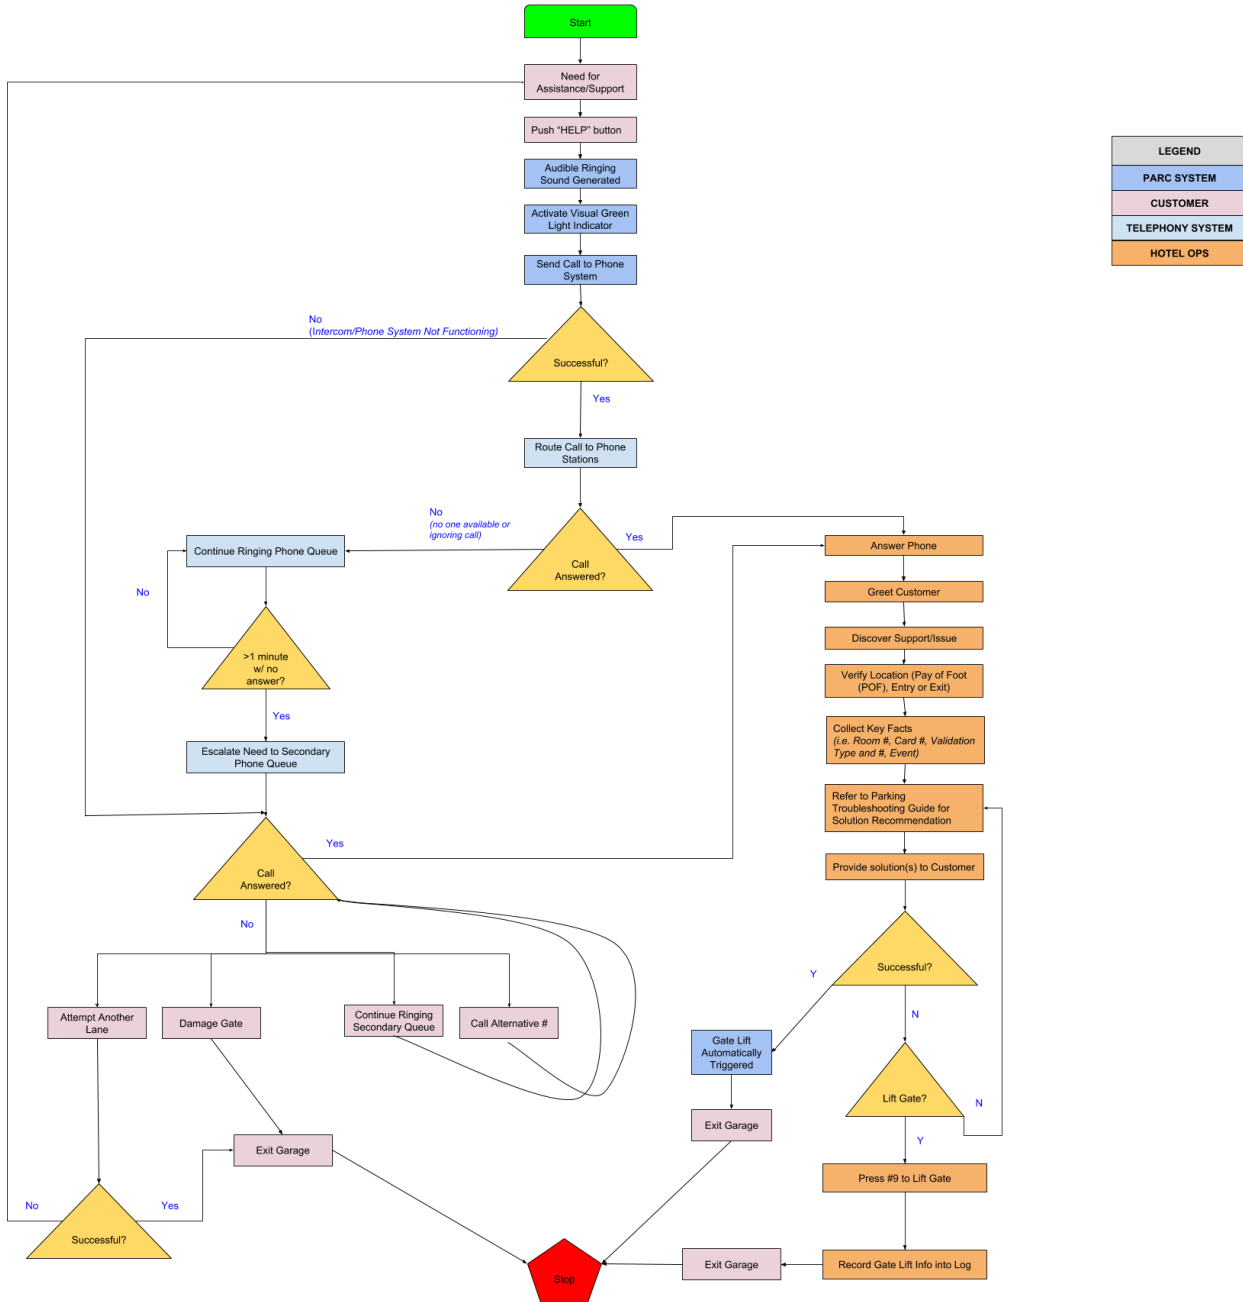 Start
Need for
Assistance/Support
Push “HELP” button
Audible Ringing
Sound Generated
Activate Visual Green
Light Indicator
Send Call to Phone
System
LEGEND
PARC SYSTEM
CUSTOMER
TELEPHONY SYSTEM
HOTEL OPS
No
(Intercom/Phone System Not Functioning)
Successful?
Yes
Route Call to Phone
Stations
No
(no one available or
ignoring call)
Yes
Call
Answered?
Continue Ringing Phone Queue
No
>1 minute
w/ no
answer?
Yes
Escalate Need to Secondary
Phone Queue
Call
Answered?
Yes
No
Answer Phone
Greet Customer
Discover Support/Issue
Verify Location (Pay of Foot
(POF), Entry or Exit)
Collect Key Facts
(i.e. Room #, Card #, Validation
Type and #, Event)
Refer to Parking
Troubleshooting Guide for
Solution Recommendation
Provide solution(s) to Customer
Successful?
Y
N
Attempt Another
Lane
Damage Gate
Continue Ringing
Secondary Queue
Call Alternative #
Gate Lift
Automatically
Triggered
Lift Gate?
N
Y
Exit Garage
Exit Garage
Press #9 to Lift Gate
No
Yes
Successful?
Stop
Exit Garage
Record Gate Lift Info into Log